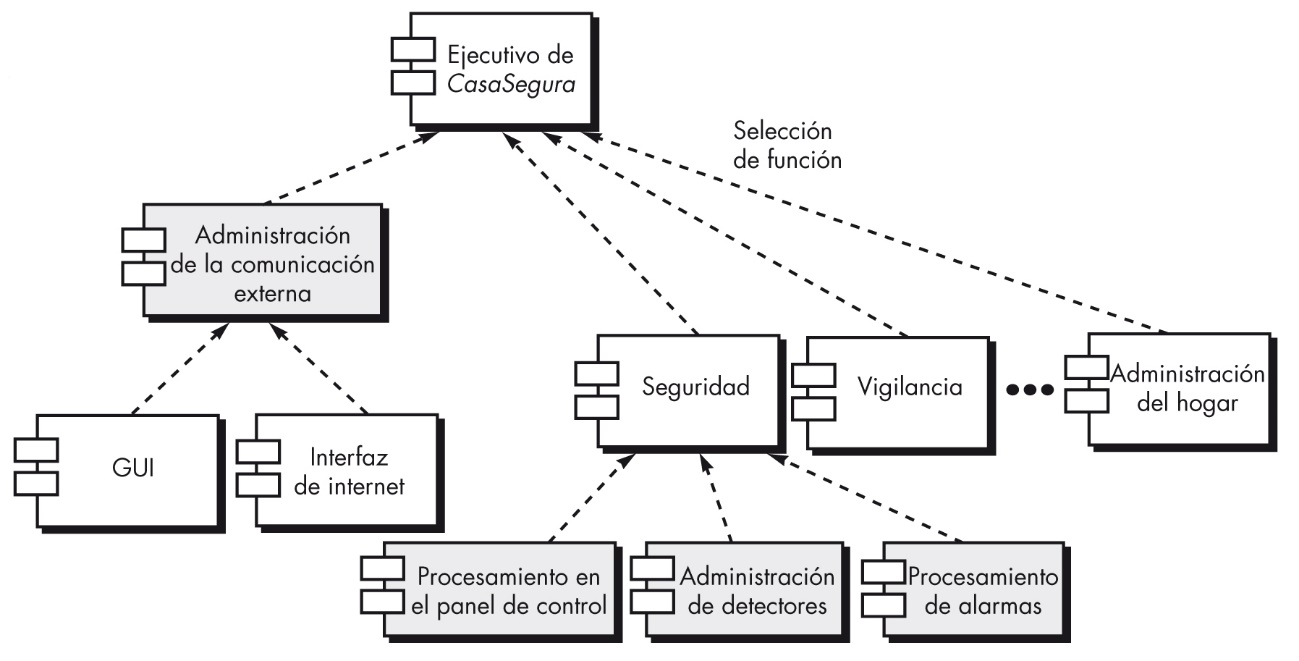 Ejecutivo de
CasaSegura
Selección
de función
Administración
de la comunicación
externa
Seguridad
Vigilancia
Administración
del hogar
GUI
Interfaz
de internet
Procesamiento en
el panel de control
Administración
de detectores
Procesamiento
de alarmas